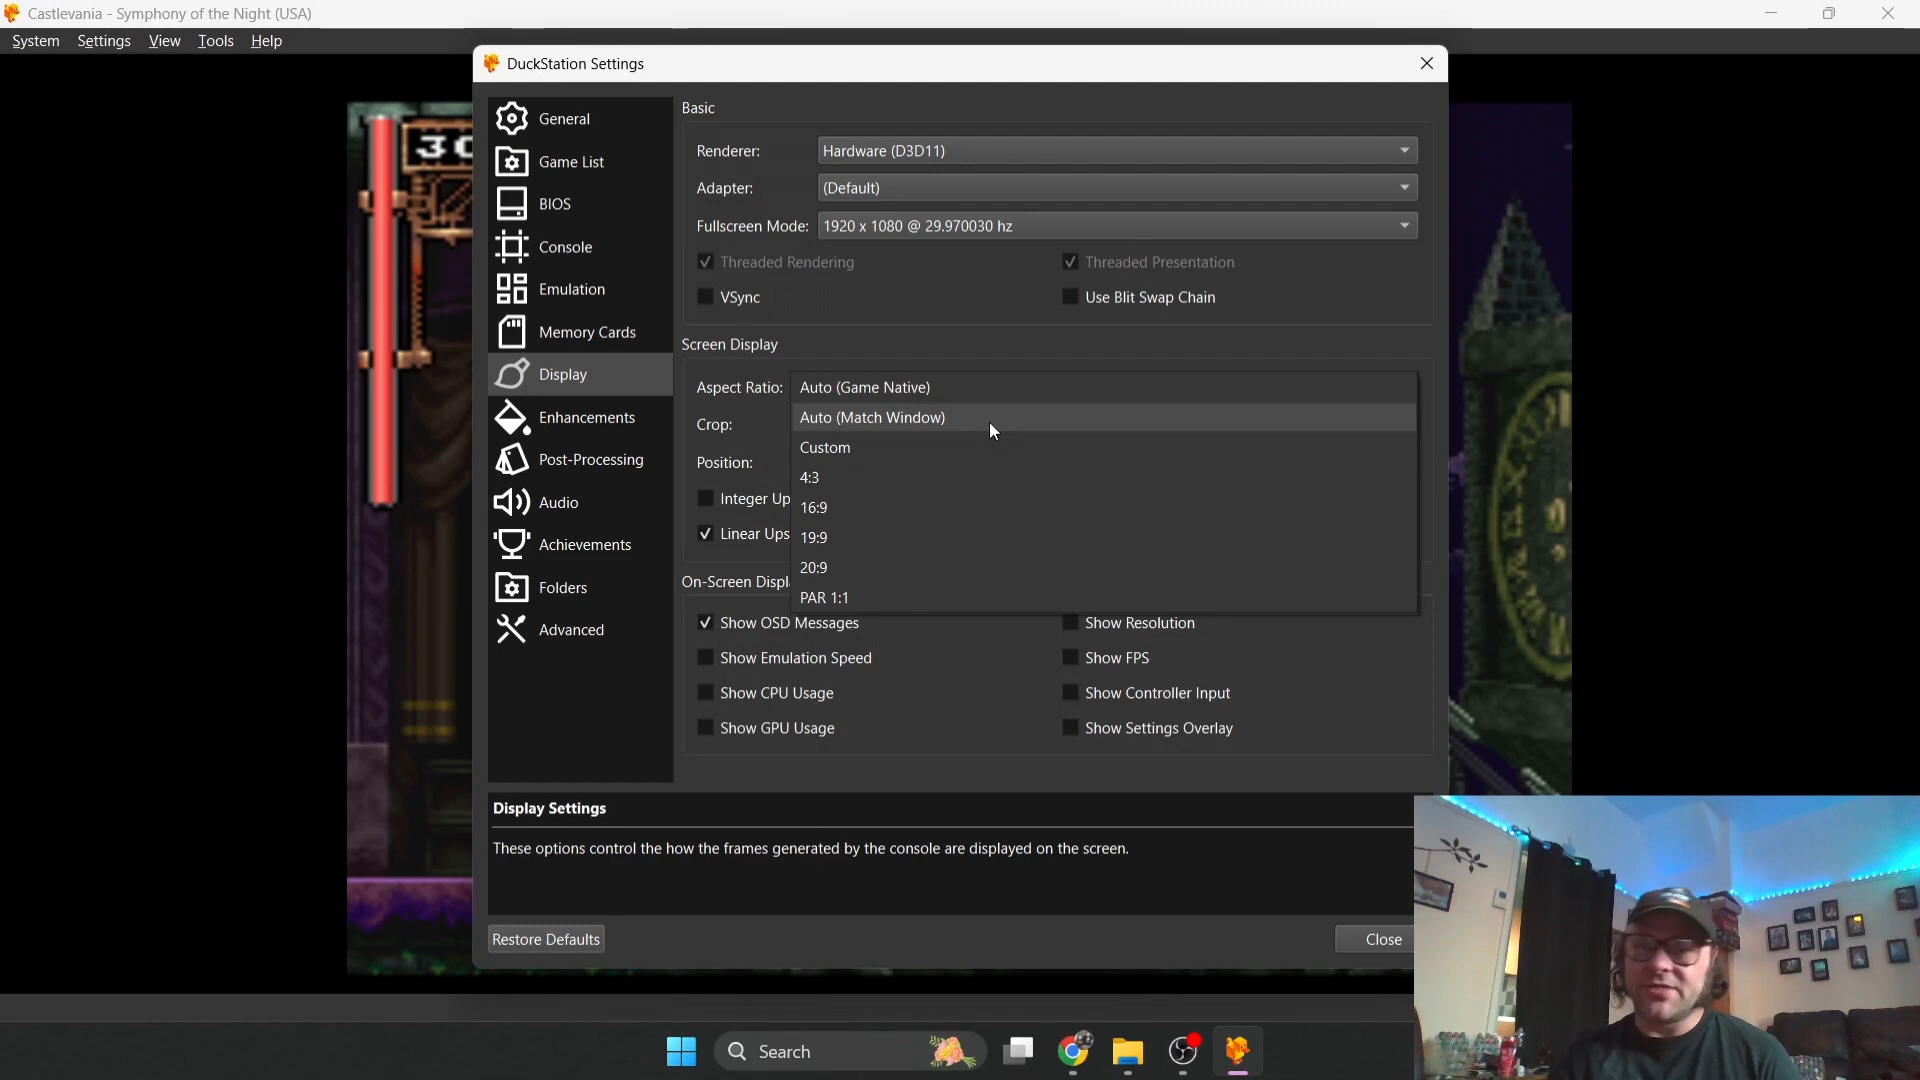 Castlevania - Symphony of the Night (USA)
System Settings View Tools Help
DuckStation Settings
General
Game List
BIOS
Console
Emulation
Memory Cards
Display
Enhancements
Post-Processing
Audio
Achievements
Folders
Advanced
Basic
Renderer: Hardware (D3D11)
Adapter: (Default)
Fullscreen Mode: 1920 x 1080 @ 29.970030 hz
Threaded Rendering Threaded Presentation
VSync Use Blit Swap Chain
Screen Display
Aspect Ratio: Auto (Game Native)
Crop: Auto (Match Window)
Custom
Position:
4:3
Integer Up
16:9
Linear Ups
19:9
20:9
On-Screen Displ
PAR 1:1
Show OSD Messages Show Resolution
Show Emulation Speed Show FPS
Show CPU Usage Show Controller Input
Show GPU Usage Show Settings Overlay
Display Settings
These options control the how the frames generated by the console are displayed on the screen.
Restore Defaults Close
30
Search